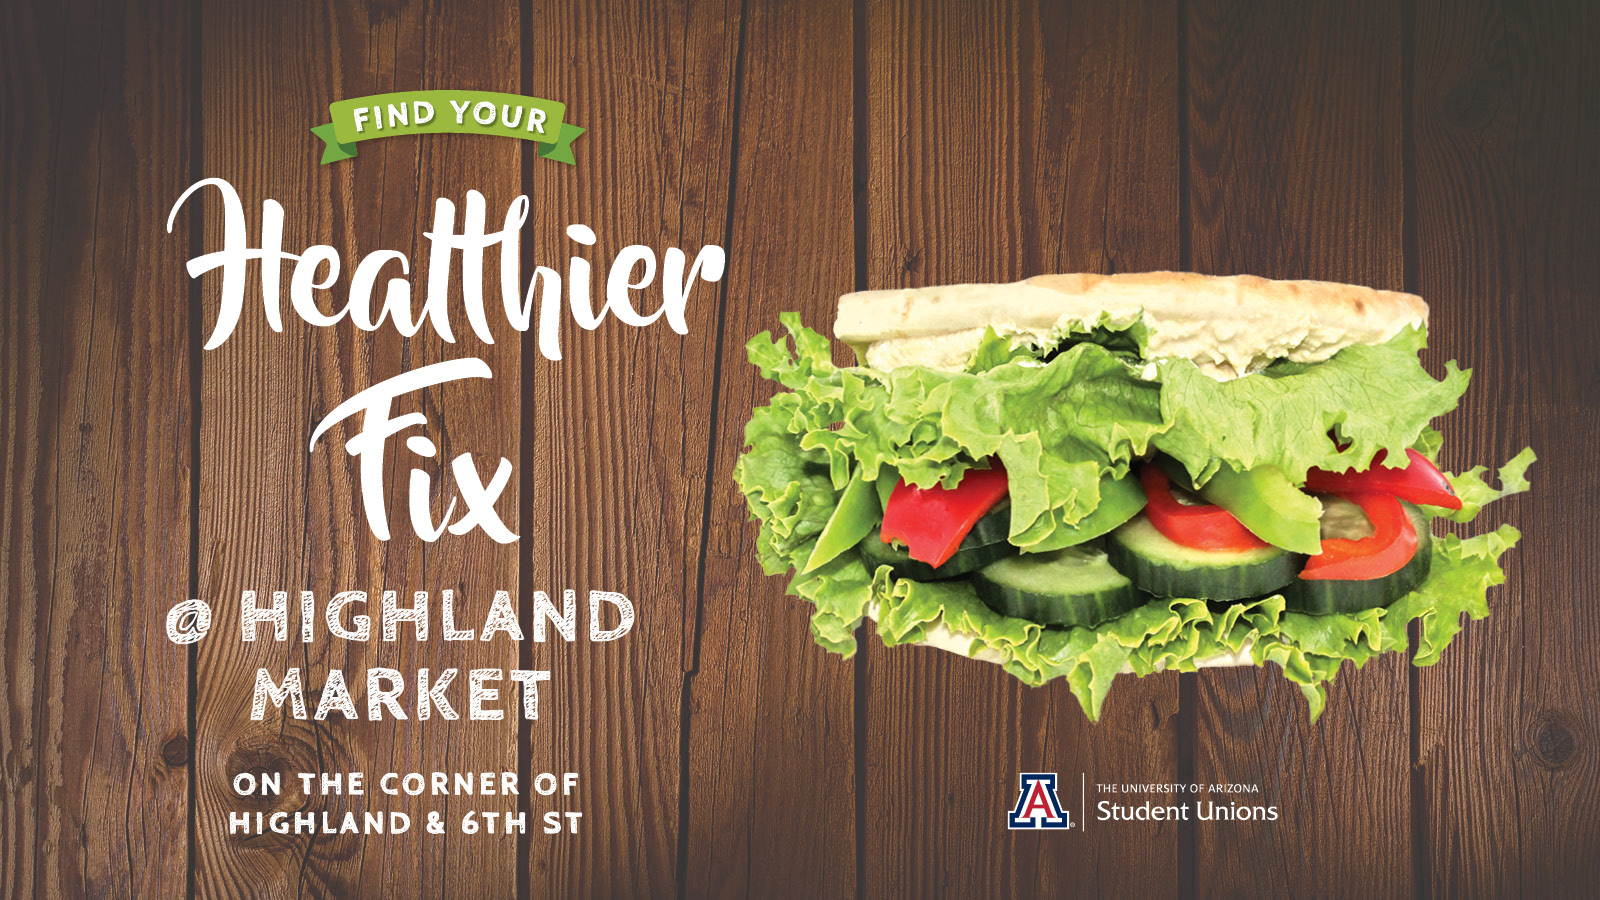 FIND YOUR
Healthier
Fix
@ HIGHLAND
MARKET
ON THE CORNER OF
HIGHLAND & 6TH ST
A
THE UNIVERSITY OF ARIZONA
Student Unions